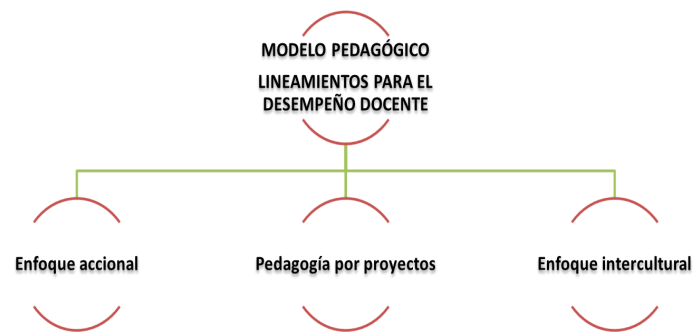 MODELO PEDAGÓGICO
LINEAMIENTOS PARA EL
DESEMPEÑO DOCENTE
Enfoque accional
Pedagogía por proyectos
Enfoque intercultural